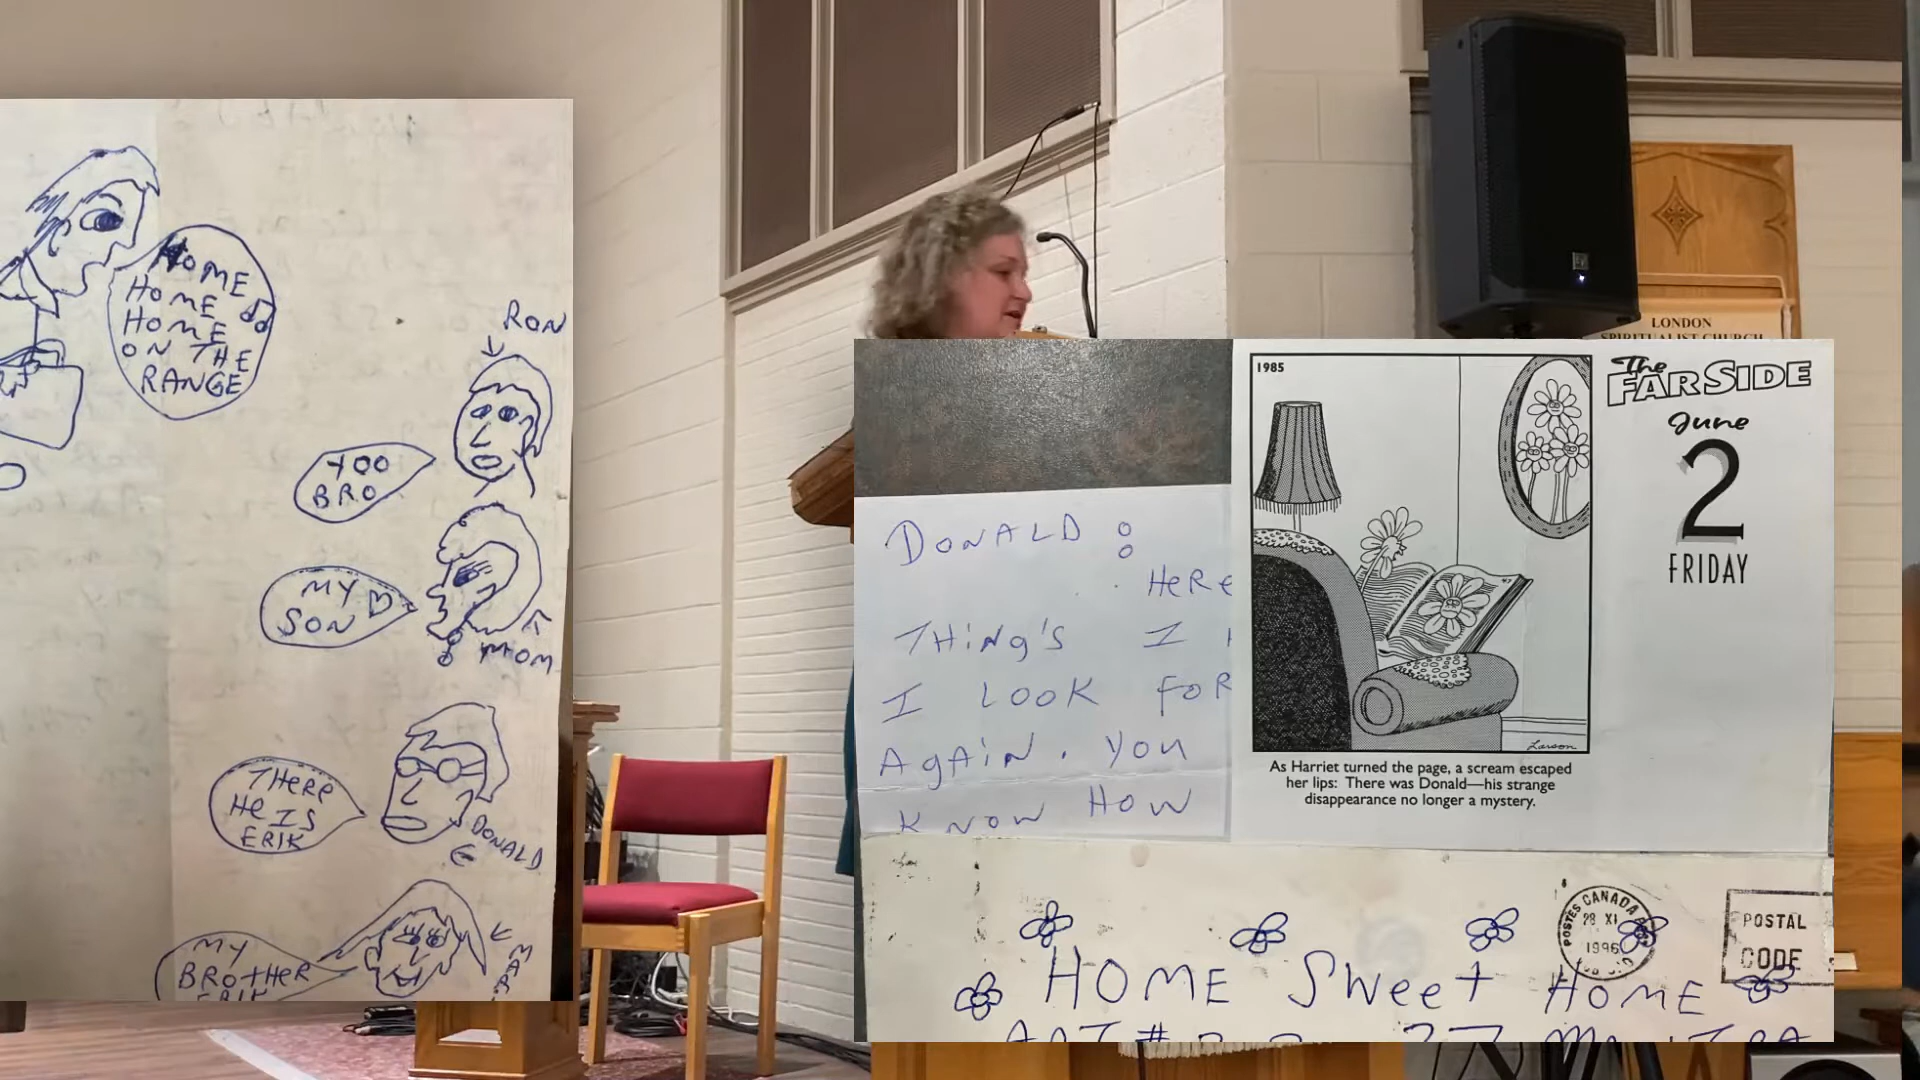 HOME
HOME
HOME
ON THE
RANGE
RON
YOO
BRO
MY
SON
MOM
THERE
HE IS
ERIK
DONALD
MY
BROTHER
ERIK
LONDON
SPIRITUALIST CHURCH
DONALD:
HERE
THiNg'S I
I LOOK FOR
AgAiN. YOU
KNOW HOW
1985
Larson
As Harriet turned the page, a scream escaped
her lips: There was Donald—his strange
disappearance no longer a mystery.
The
FAR SIDE
June
2
FRIDAY
POSTES CANADA
28 XI
1996
POSTAL
CODE
HOME SWeet HOME